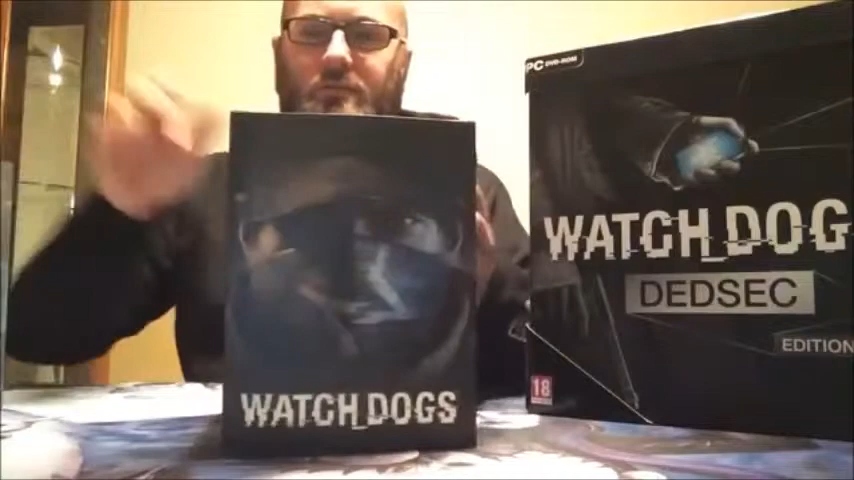 WATCH_DOGS
PC DVD-ROM
WATCH_DOG
DEDSEC
EDITION
18